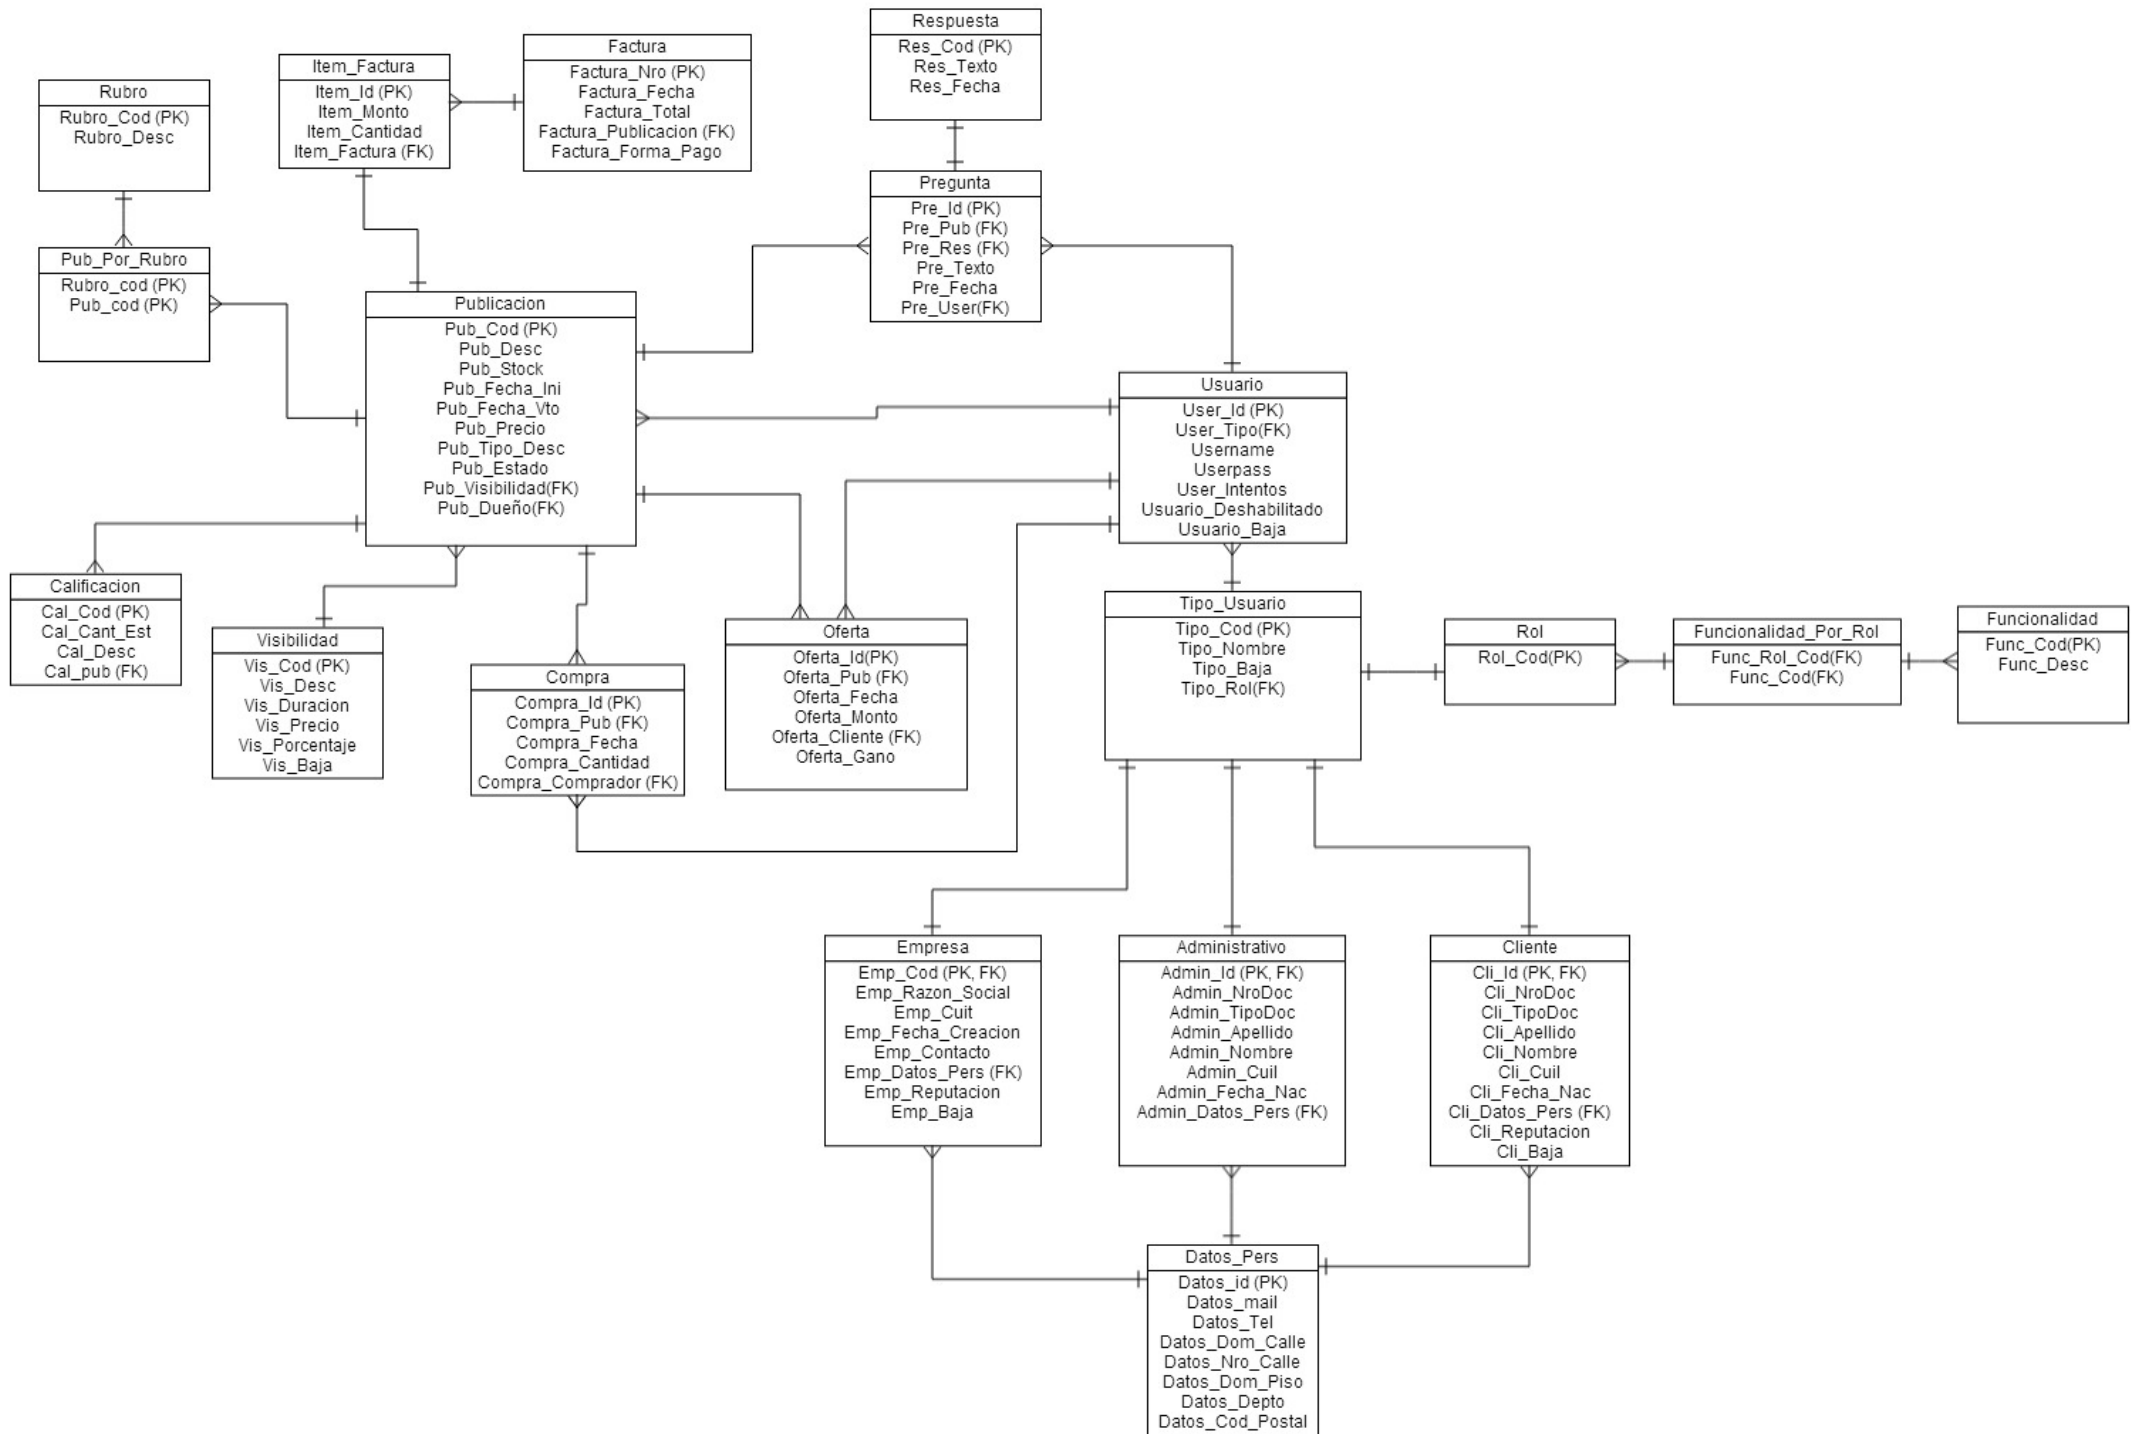 Respuesta
Res_Cod (PK)
Res_Texto
Res_Fecha
Factura
Factura_Nro (PK)
Factura_Fecha
Factura_Total
Factura_Publicacion (FK)
Factura_Forma_Pago
Item_Factura
Item_Id (PK)
Item_Monto
Item_Cantidad
Item_Factura (FK)
Rubro
Rubro_Cod (PK)
Rubro_Desc
Pregunta
Pre_Id (PK)
Pre_Pub (FK)
Pre_Res (FK)
Pre_Texto
Pre_Fecha
Pre_User(FK)
Pub_Por_Rubro
Rubro_cod (PK)
Pub_cod (PK)
Publicacion
Pub_Cod (PK)
Pub_Desc
Pub_Stock
Pub_Fecha_Ini
Pub_Fecha_Vto
Pub_Precio
Pub_Tipo_Desc
Pub_Estado
Pub_Visibilidad(FK)
Pub_Dueño(FK)
Usuario
User_Id (PK)
User_Tipo(FK)
Username
Userpass
User_Intentos
Usuario_Deshabilitado
Usuario_Baja
Calificacion
Cal_Cod (PK)
Cal_Cant_Est
Cal_Desc
Cal_pub (FK)
Visibilidad
Vis_Cod (PK)
Vis_Desc
Vis_Duracion
Vis_Precio
Vis_Porcentaje
Vis_Baja
Compra
Compra_Id (PK)
Compra_Pub (FK)
Compra_Fecha
Compra_Cantidad
Compra_Comprador (FK)
Oferta
Oferta_Id(PK)
Oferta_Pub (FK)
Oferta_Fecha
Oferta_Monto
Oferta_Cliente (FK)
Oferta_Gano
Tipo_Usuario
Tipo_Cod (PK)
Tipo_Nombre
Tipo_Baja
Tipo_Rol(FK)
Rol
Rol_Cod(PK)
Funcionalidad_Por_Rol
Func_Rol_Cod(FK)
Func_Cod(FK)
Funcionalidad
Func_Cod(PK)
Func_Desc
Empresa
Emp_Cod (PK, FK)
Emp_Razon_Social
Emp_Cuit
Emp_Fecha_Creacion
Emp_Contacto
Emp_Datos_Pers (FK)
Emp_Reputacion
Emp_Baja
Administrativo
Admin_Id (PK, FK)
Admin_NroDoc
Admin_TipoDoc
Admin_Apellido
Admin_Nombre
Admin_Cuil
Admin_Fecha_Nac
Admin_Datos_Pers (FK)
Cliente
Cli_Id (PK, FK)
Cli_NroDoc
Cli_TipoDoc
Cli_Apellido
Cli_Nombre
Cli_Cuil
Cli_Fecha_Nac
Cli_Datos_Pers (FK)
Cli_Reputacion
Cli_Baja
Datos_Pers
Datos_id (PK)
Datos_mail
Datos_Tel
Datos_Dom_Calle
Datos_Nro_Calle
Datos_Dom_Piso
Datos_Depto
Datos_Cod_Postal